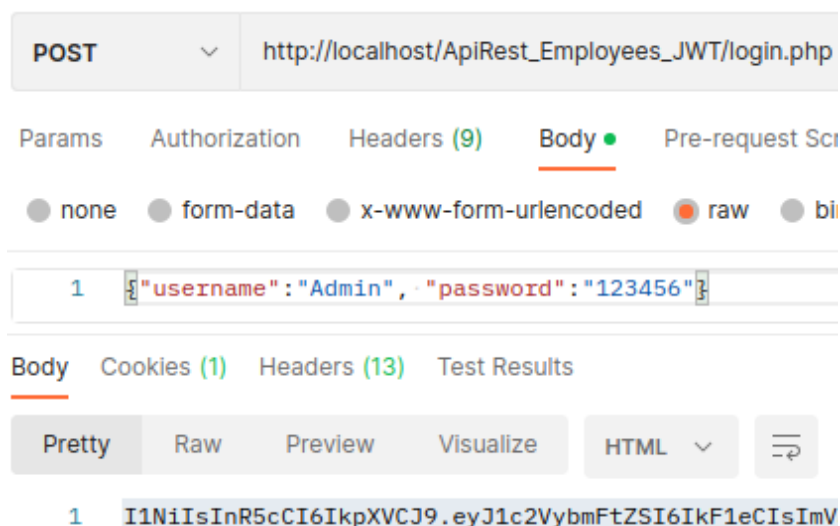 POST http://localhost/ApiRest_Employees_JWT/login.php
Params Authorization Headers (9) Body Pre-request Scr
none form-data x-www-form-urlencoded raw bi
1 {"username":"Admin", "password":"123456"}
Body Cookies (1) Headers (13) Test Results
Pretty Raw Preview Visualize HTML
1 I1NiIsInR5cCI6IkpXVCJ9.eyJ1c2VybmFtZSI6IkF1eCIsImV